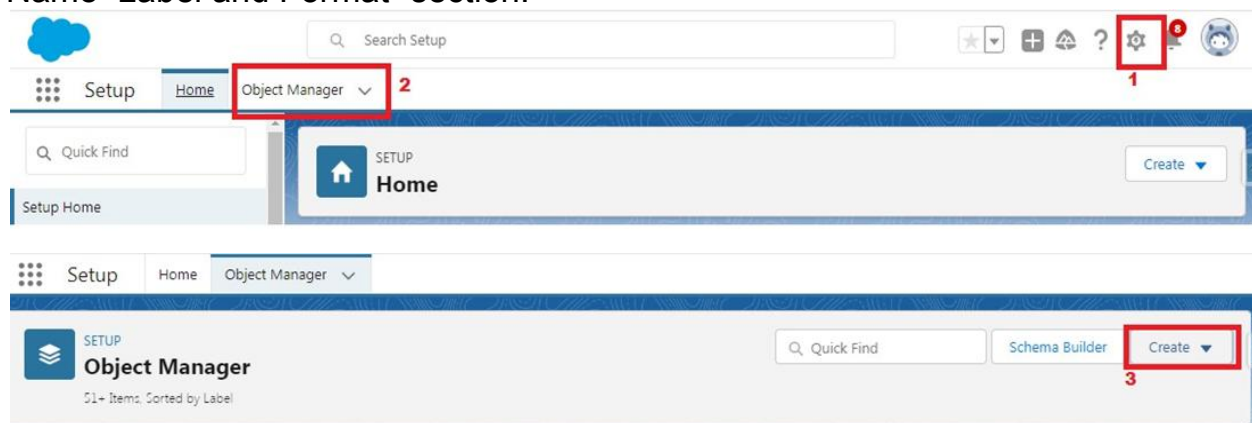 Name "Label and Format" section.
Search Setup
8
1
Setup Home Object Manager 2
Quick Find
Setup Home
SETUP
Home
Create
Setup Home Object Manager
SETUP
Object Manager
51+ Items, Sorted by Label
Quick Find
Schema Builder
Create
3